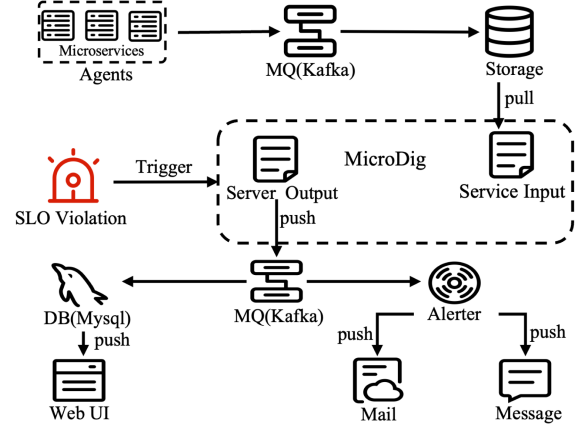 Microservices
Agents
MQ(Kafka)
Storage
pull
MicroDig
Trigger
Server Output
Service Input
SLO Violation
push
DB(Mysql)
MQ(Kafka)
Alerter
push
push
push
Web UI
Mail
Message